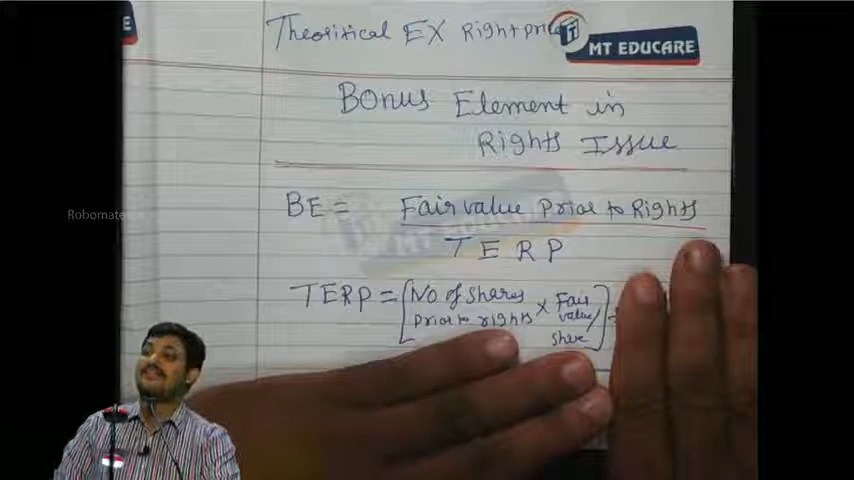 Theoritical EX Right price
MT EDUCARE
Bonus Element in
Rights Issue
BE = Fair value Prior to Rights
TERP
TERP = [No of shares Prior to rights × Fair value/ share]
Robomate